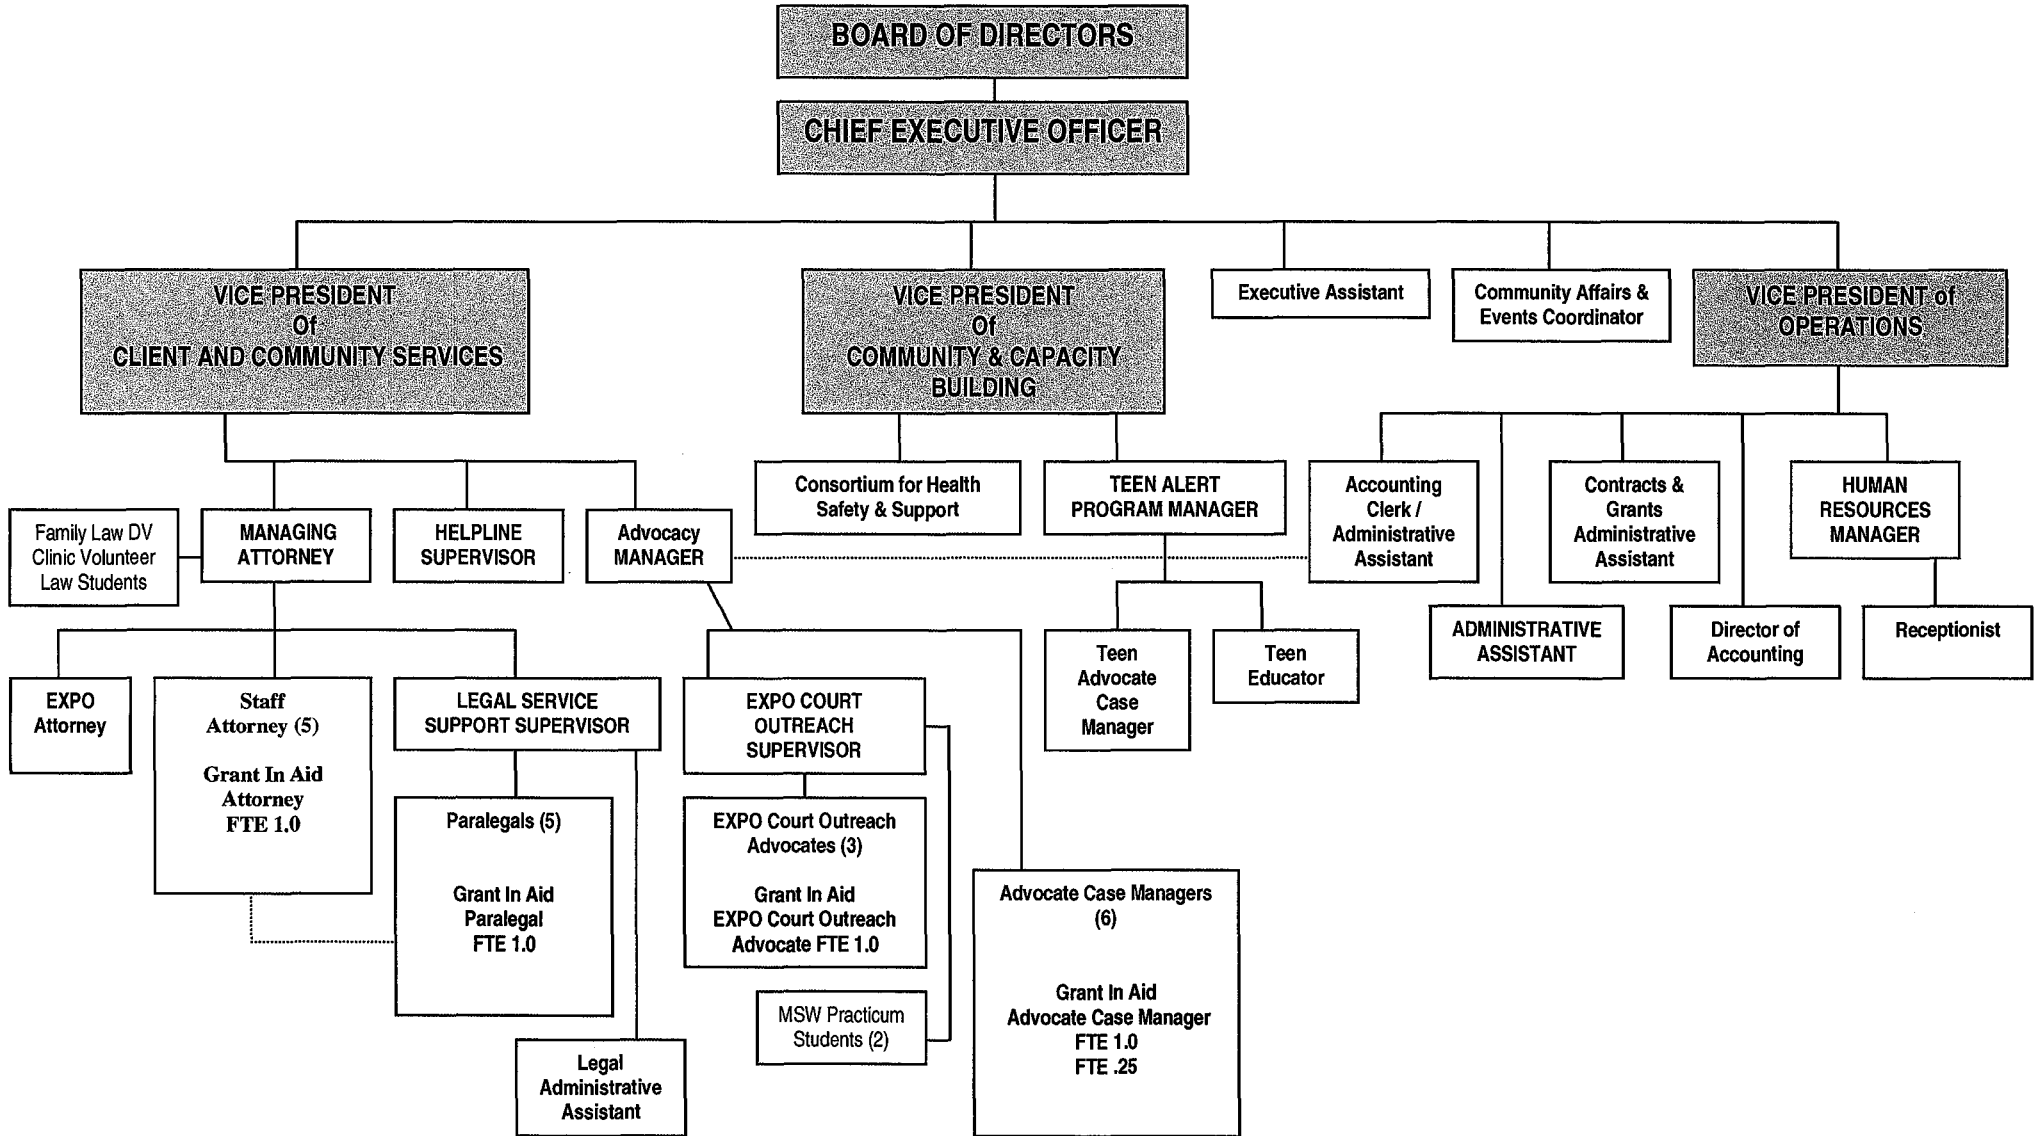 BOARD OF DIRECTORS
CHIEF EXECUTIVE OFFICER
VICE PRESIDENT
Of
CLIENT AND COMMUNITY SERVICES
VICE PRESIDENT
Of
COMMUNITY & CAPACITY
BUILDING
Executive Assistant
Community Affairs &
Events Coordinator
VICE PRESIDENT of
OPERATIONS
Family Law DV
Clinic Volunteer
Law Students
MANAGING
ATTORNEY
HELPLINE
SUPERVISOR
Advocacy
MANAGER
Consortium for Health
Safety & Support
TEEN ALERT
PROGRAM MANAGER
Accounting
Clerk /
Administrative
Assistant
Contracts &
Grants
Administrative
Assistant
HUMAN
RESOURCES
MANAGER
ADMINISTRATIVE
ASSISTANT
Director of
Accounting
Receptionist
EXPO
Attorney
Staff
Attorney (5)
Grant In Aid
Attorney
FTE 1.0
LEGAL SERVICE
SUPPORT SUPERVISOR
EXPO COURT
OUTREACH
SUPERVISOR
Teen
Advocate
Case
Manager
Teen
Educator
Paralegals (5)
Grant In Aid
Paralegal
FTE 1.0
EXPO Court Outreach
Advocates (3)
Grant In Aid
EXPO Court Outreach
Advocate FTE 1.0
Advocate Case Managers
(6)
Grant In Aid
Advocate Case Manager
FTE 1.0
FTE .25
MSW Practicum
Students (2)
Legal
Administrative
Assistant